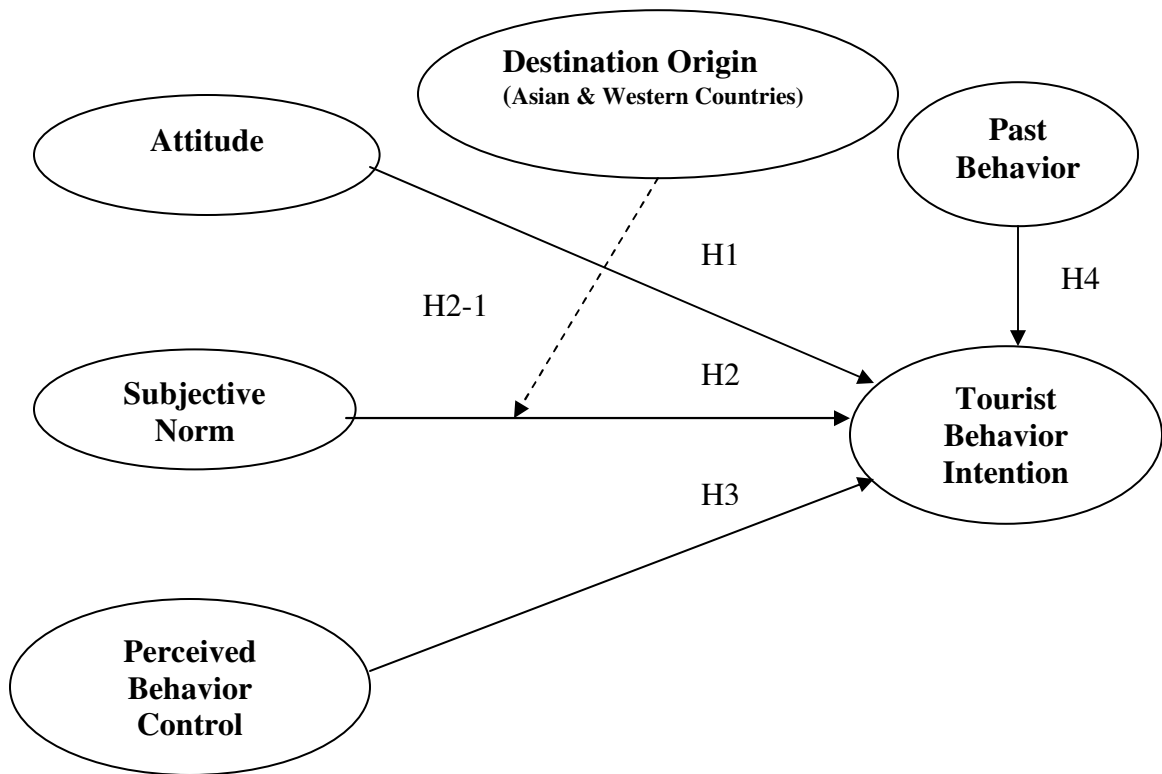 Destination Origin
(Asian & Western Countries)
Attitude
Past
Behavior
H1
H4
H2-1
H2
Subjective
Norm
Tourist
Behavior
Intention
H3
Perceived
Behavior
Control